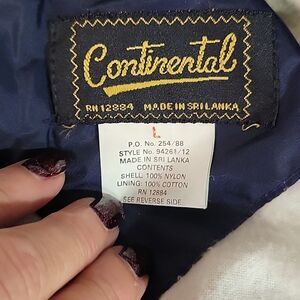 Continental
RN 12884 MADE IN SRI LANKA
L
P.O. No. 254/88
STYLE No. 94261/12
MADE IN SRI LANKA
CONTENTS
SHELL: 100% NYLON
LINING: 100% COTTON
RN 12884
SEE REVERSE SIDE